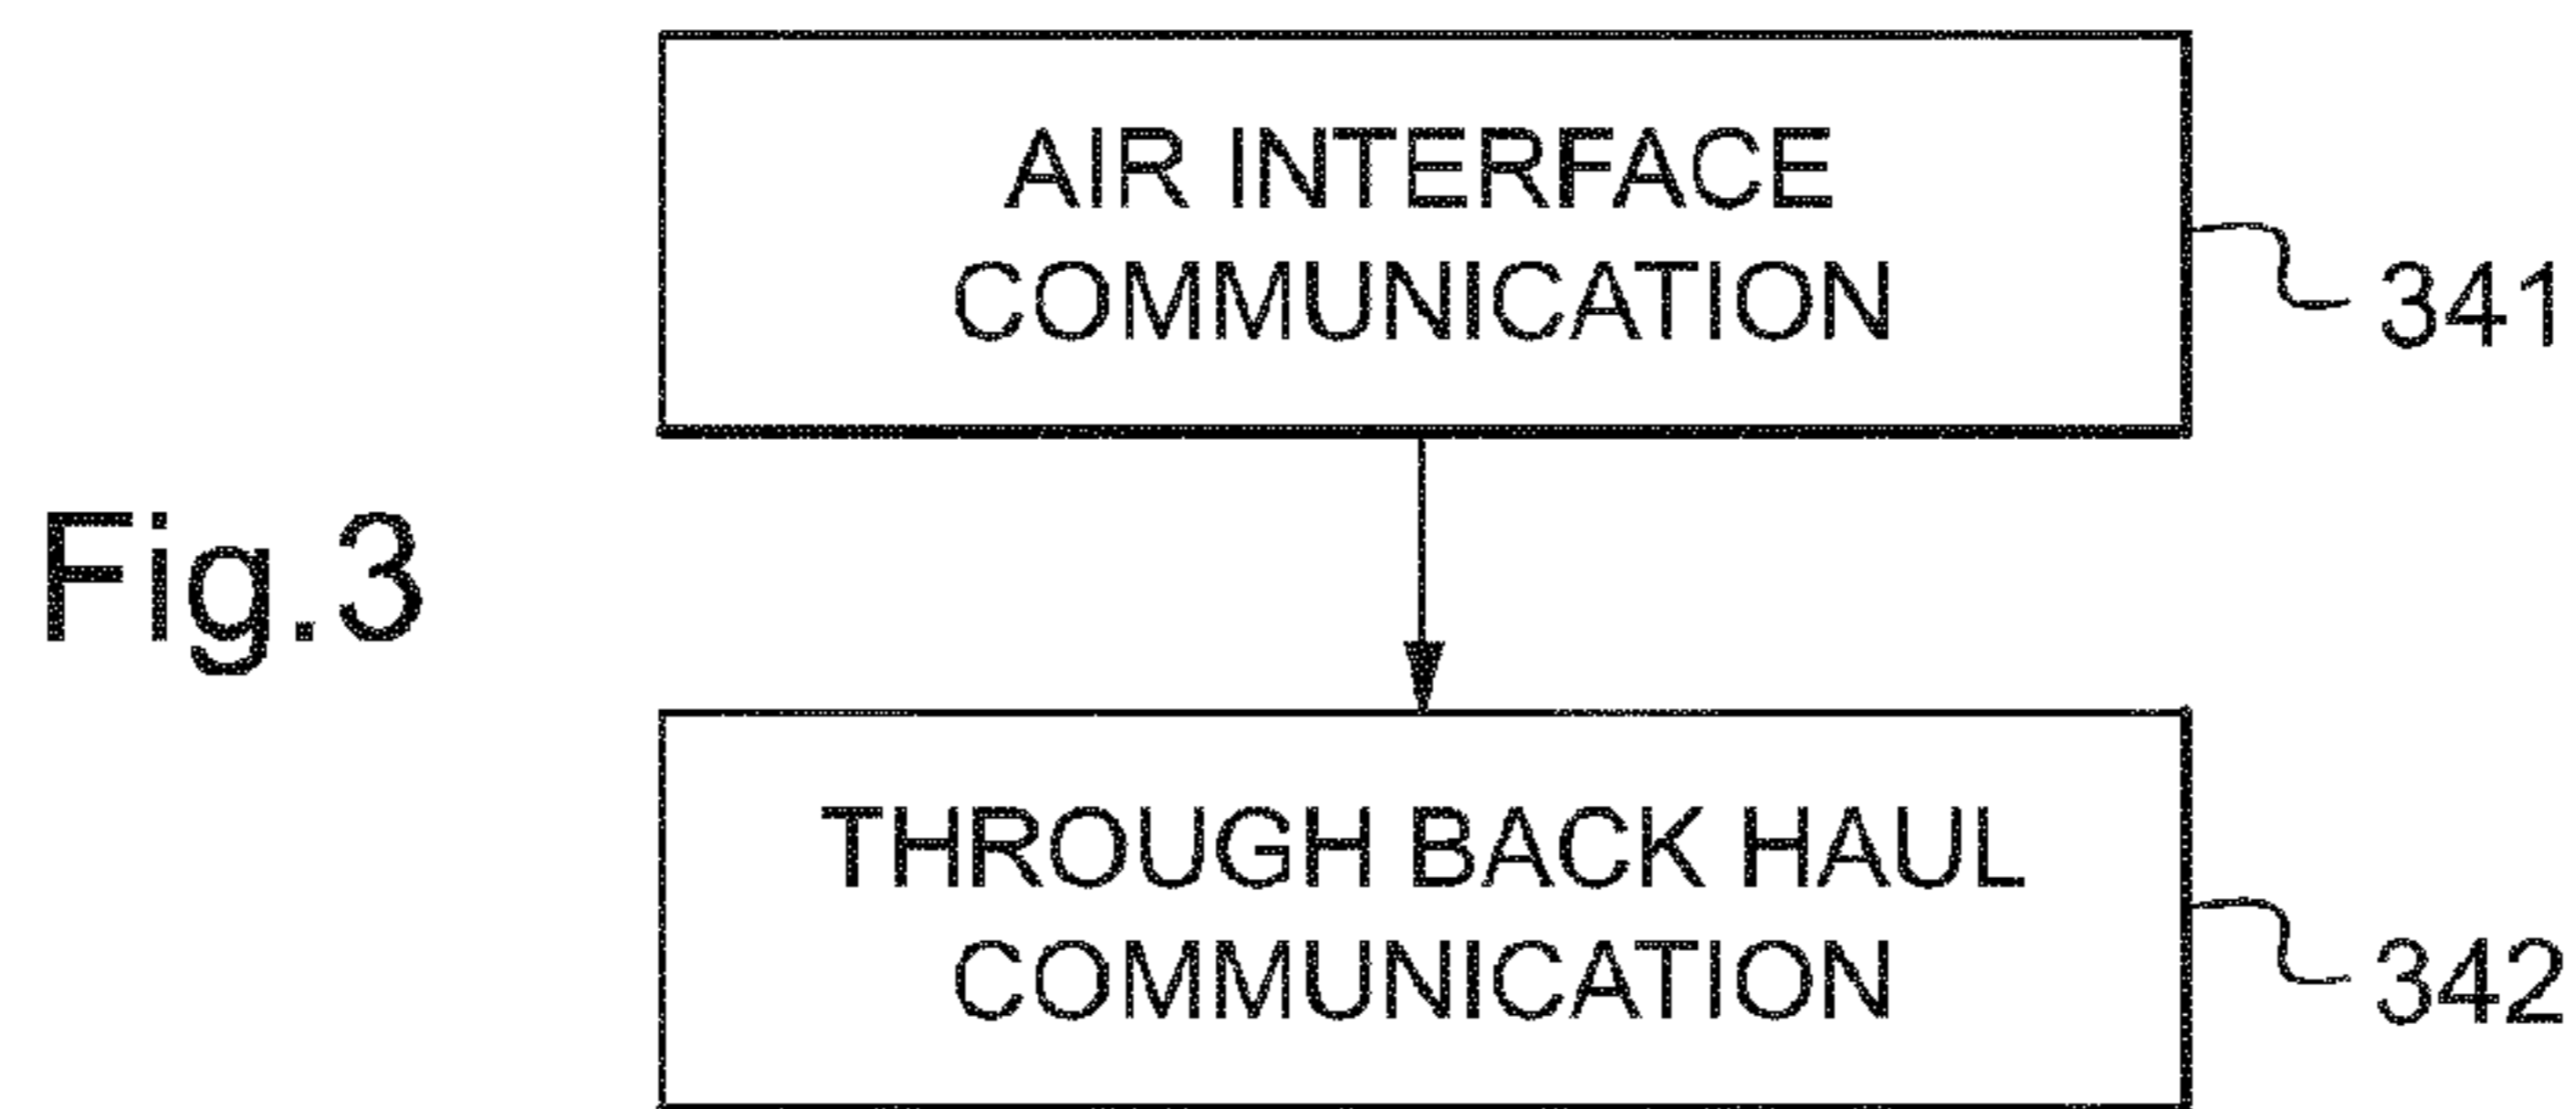 AIR INTERFACE
COMMUNICATION
341
Fig.3
THROUGH BACK HAUL
COMMUNICATION
342